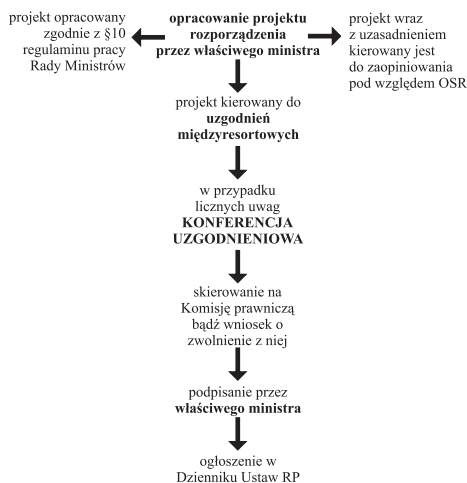 projekt opracowany
zgodnie z §10
regulaminu pracy
Rady Ministrów
opracowanie projektu
rozporządzenia
przez właściwego ministra
projekt wraz
z uzasadnieniem
kierowany jest
do zaopiniowania
pod względem OSR
projekt kierowany do
uzgodnień
międzyresortowych
w przypadku
licznych uwag
KONFERENCJA
UZGODNIENIOWA
skierowanie na
Komisję prawniczą
bądź wniosek o
zwolnienie z niej
podpisanie przez
właściwego ministra
ogłoszenie w
Dzienniku Ustaw RP